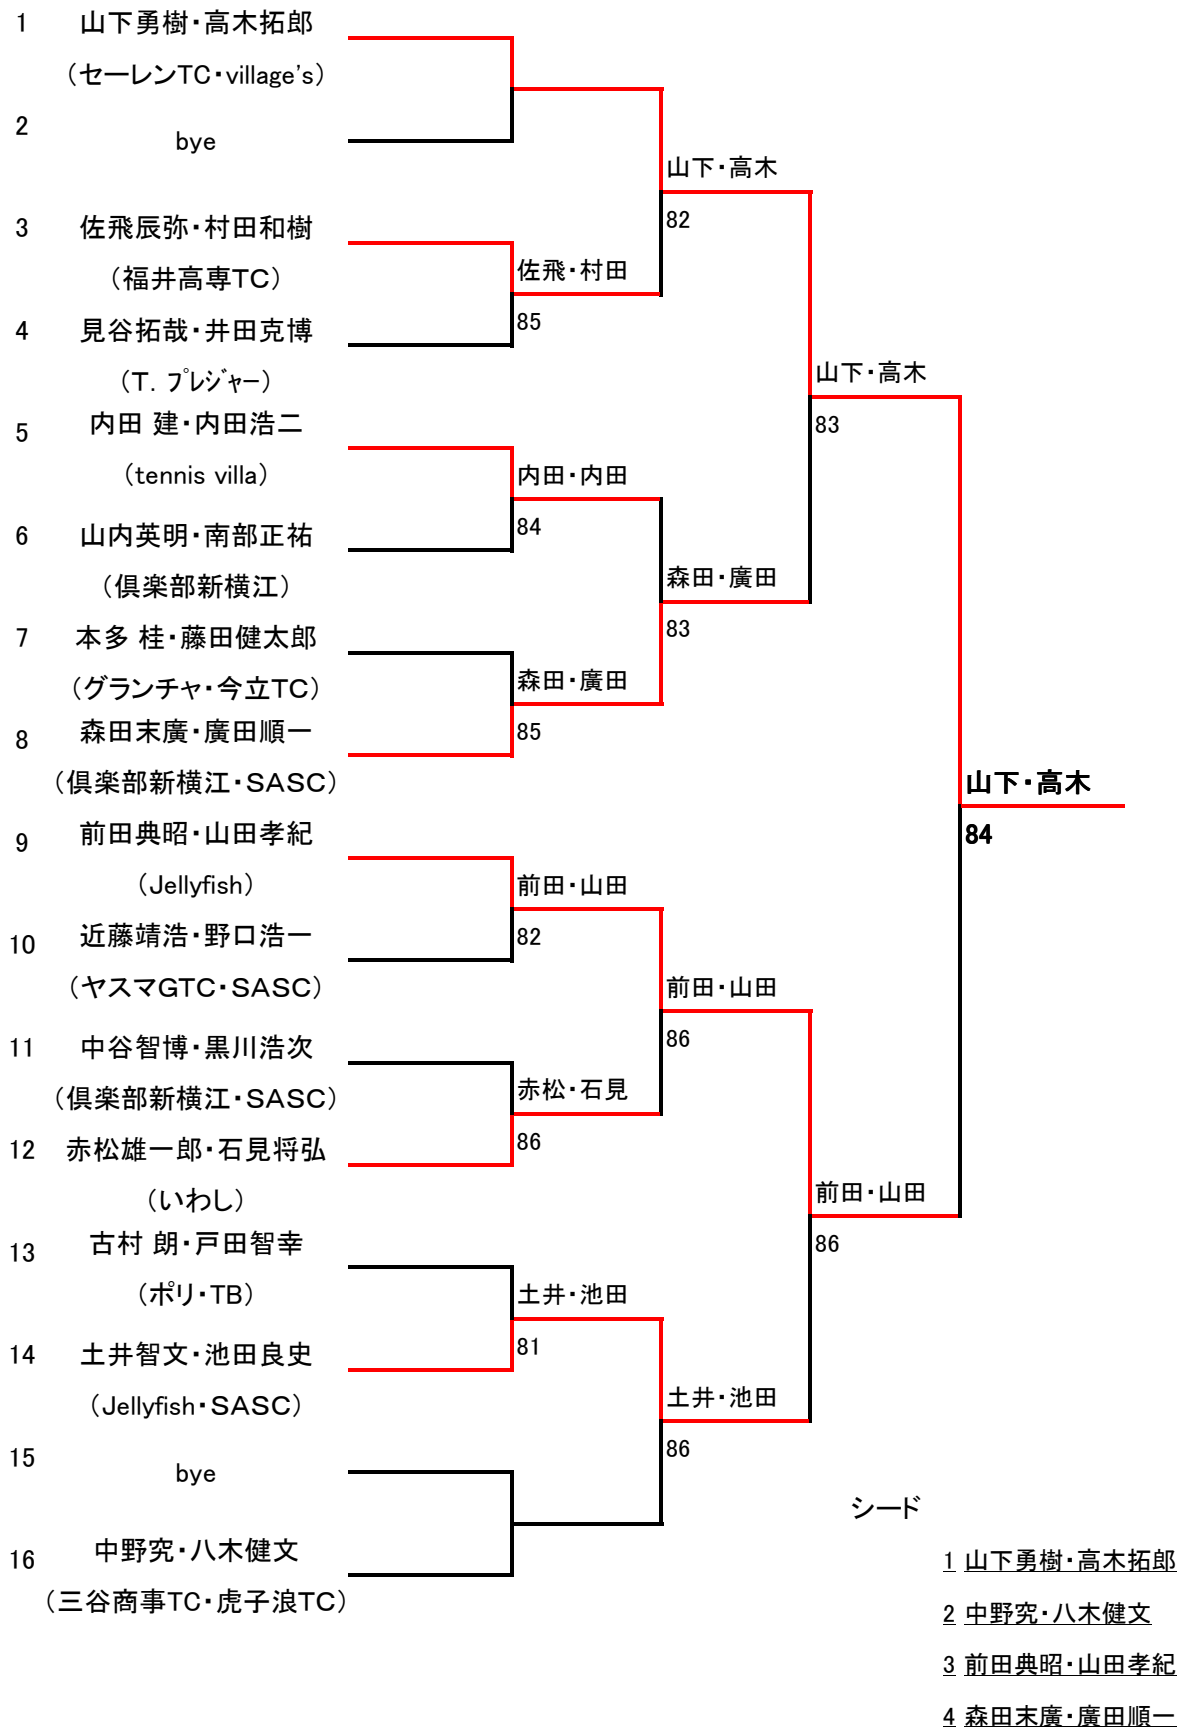 1 山下勇樹・高木拓郎
（セーレンTC・village's）
2 bye
3 佐飛辰弥・村田和樹
（福井高専TC）
4 見谷拓哉・井田克博
（T. プレジャー）
5 内田 建・内田浩二
（tennis villa）
6 山内英明・南部正祐
（倶楽部新横江）
7 本多 桂・藤田健太郎
（グランチャ・今立TC）
8 森田末廣・廣田順一
（倶楽部新横江・SASC）
9 前田典昭・山田孝紀
（Jellyfish）
10 近藤靖浩・野口浩一
（ヤスマGTC・SASC）
11 中谷智博・黒川浩次
（倶楽部新横江・SASC）
12 赤松雄一郎・石見将弘
（いわし）
13 古村 朗・戸田智幸
（ポリ・TB）
14 土井智文・池田良史
（Jellyfish・SASC）
15 bye
16 中野究・八木健文
（三谷商事TC・虎子浪TC）
佐飛・村田
85
内田・内田
84
森田・廣田
85
前田・山田
82
赤松・石見
86
土井・池田
81
山下・高木
82
森田・廣田
83
前田・山田
86
土井・池田
86
山下・高木
83
前田・山田
86
山下・高木
84
シード
1 山下勇樹・高木拓郎
2 中野究・八木健文
3 前田典昭・山田孝紀
4 森田末廣・廣田順一